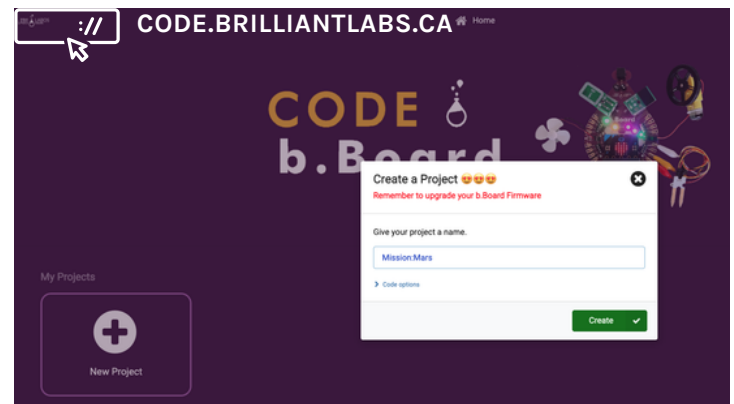 :// CODE.BRILLIANTLABS.CA Home
CODE
b.Board
Create a Project
Remember to upgrade your b.Board Firmware
Give your project a name.
Mission:Mars
Code options
Create
My Projects
New Project